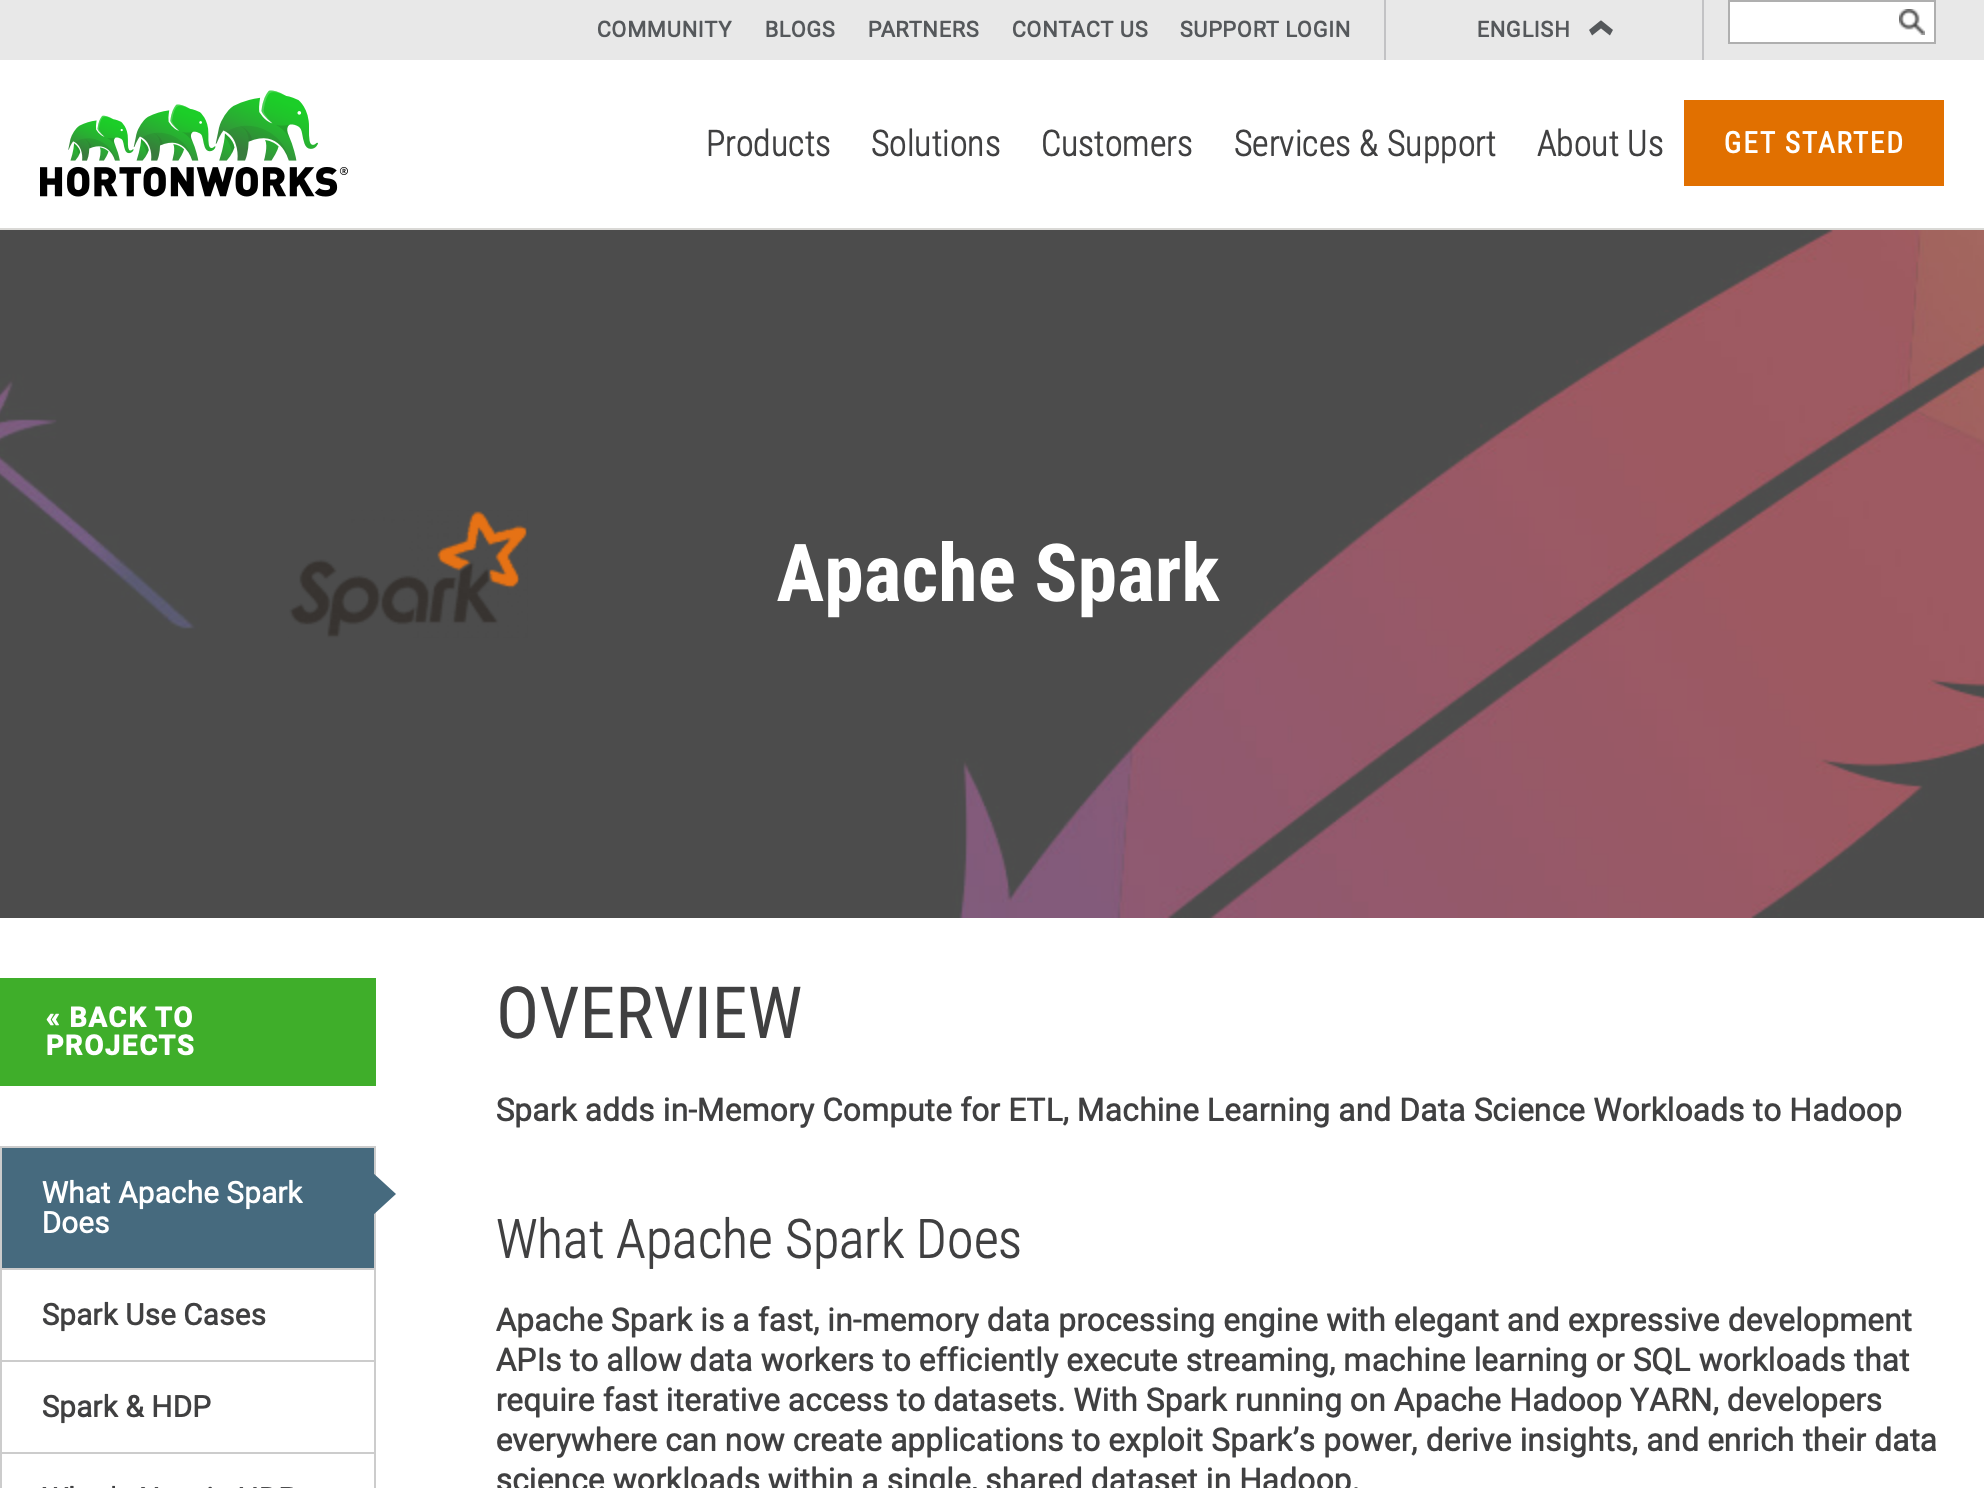 COMMUNITY BLOGS PARTNERS CONTACT US SUPPORT LOGIN ENGLISH
HORTONWORKS®
Products Solutions Customers Services & Support About Us GET STARTED
Spark
Apache Spark
« BACK TO
PROJECTS
What Apache Spark
Does
Spark Use Cases
Spark & HDP
OVERVIEW
Spark adds in-Memory Compute for ETL, Machine Learning and Data Science Workloads to Hadoop
What Apache Spark Does
Apache Spark is a fast, in-memory data processing engine with elegant and expressive development
APIs to allow data workers to efficiently execute streaming, machine learning or SQL workloads that
require fast iterative access to datasets. With Spark running on Apache Hadoop YARN, developers
everywhere can now create applications to exploit Spark’s power, derive insights, and enrich their data
science workloads within a single, shared dataset in Hadoop.